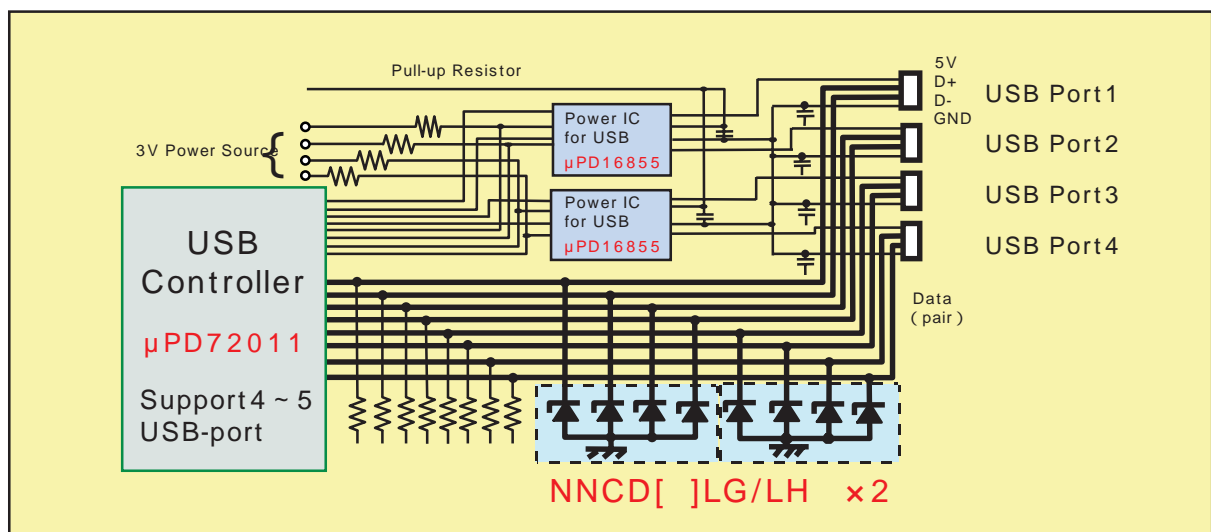 Pull-up Resistor
3V Power Source
Power IC
for USB
µPD16855
Power IC
for USB
µPD16855
5V
D+
D-
GND
USB Port1
USB Port2
USB Port3
USB Port4
Data
(pair)
USB
Controller
µPD72011
Support4~5
USB-port
NNCD[ ]LG/LH ×2